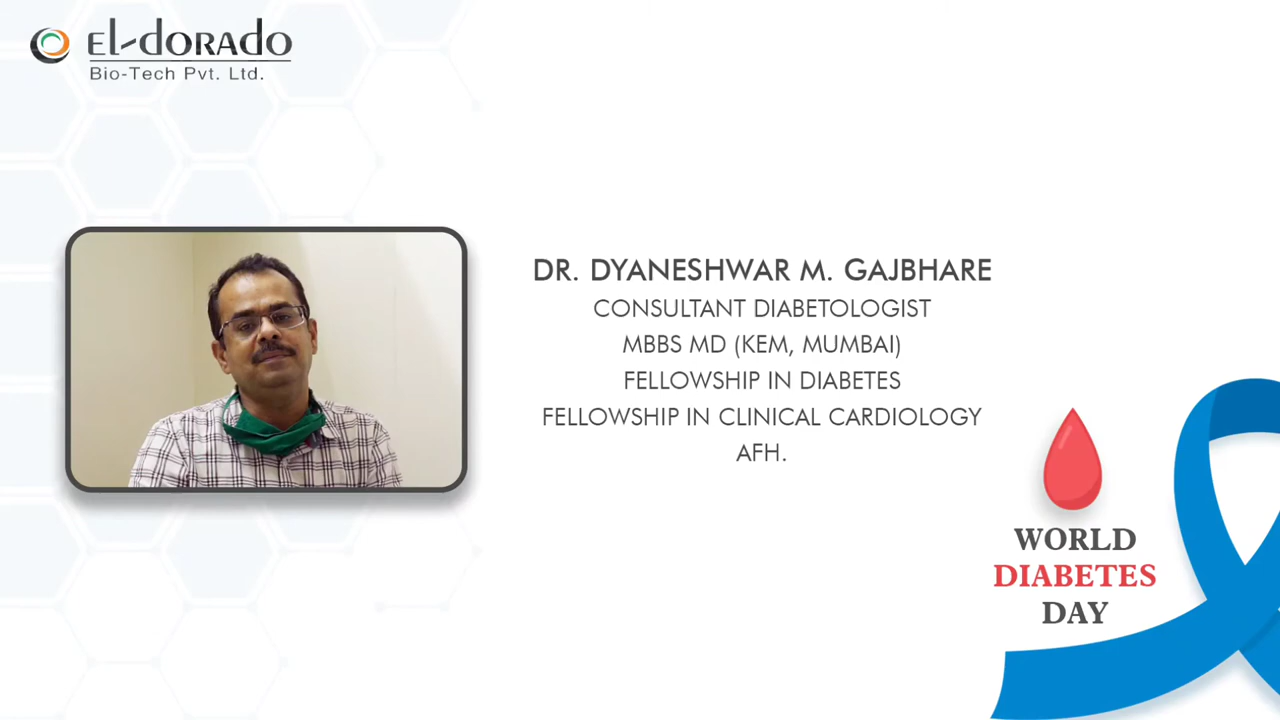 el-dorado
Bio-Tech Pvt. Ltd.
DR. DYANESHWAR M. GAJBHARE
CONSULTANT DIABETOLOGIST
MBBS MD (KEM, MUMBAI)
FELLOWSHIP IN DIABETES
FELLOWSHIP IN CLINICAL CARDIOLOGY
AFH.
WORLD
DIABETES
DAY